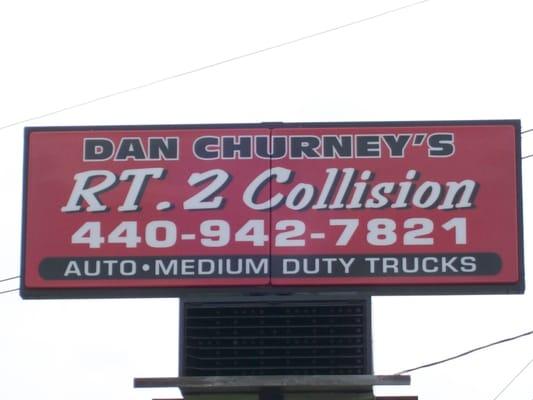 DAN CHURNEY'S
RT. 2 Collision
440-942-7821
AUTO • MEDIUM DUTY TRUCKS